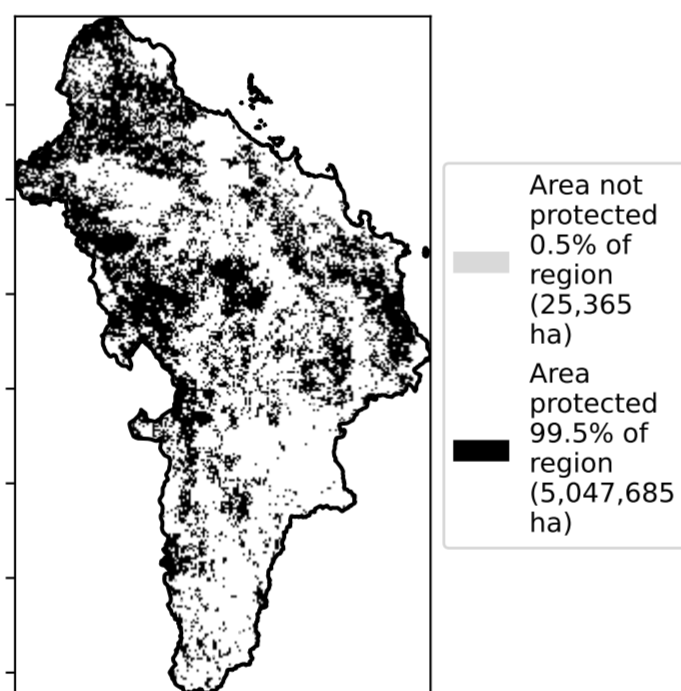 Area not
protected
0.5% of
region
(25,365
ha)
Area
protected
99.5% of
region
(5,047,685
ha)